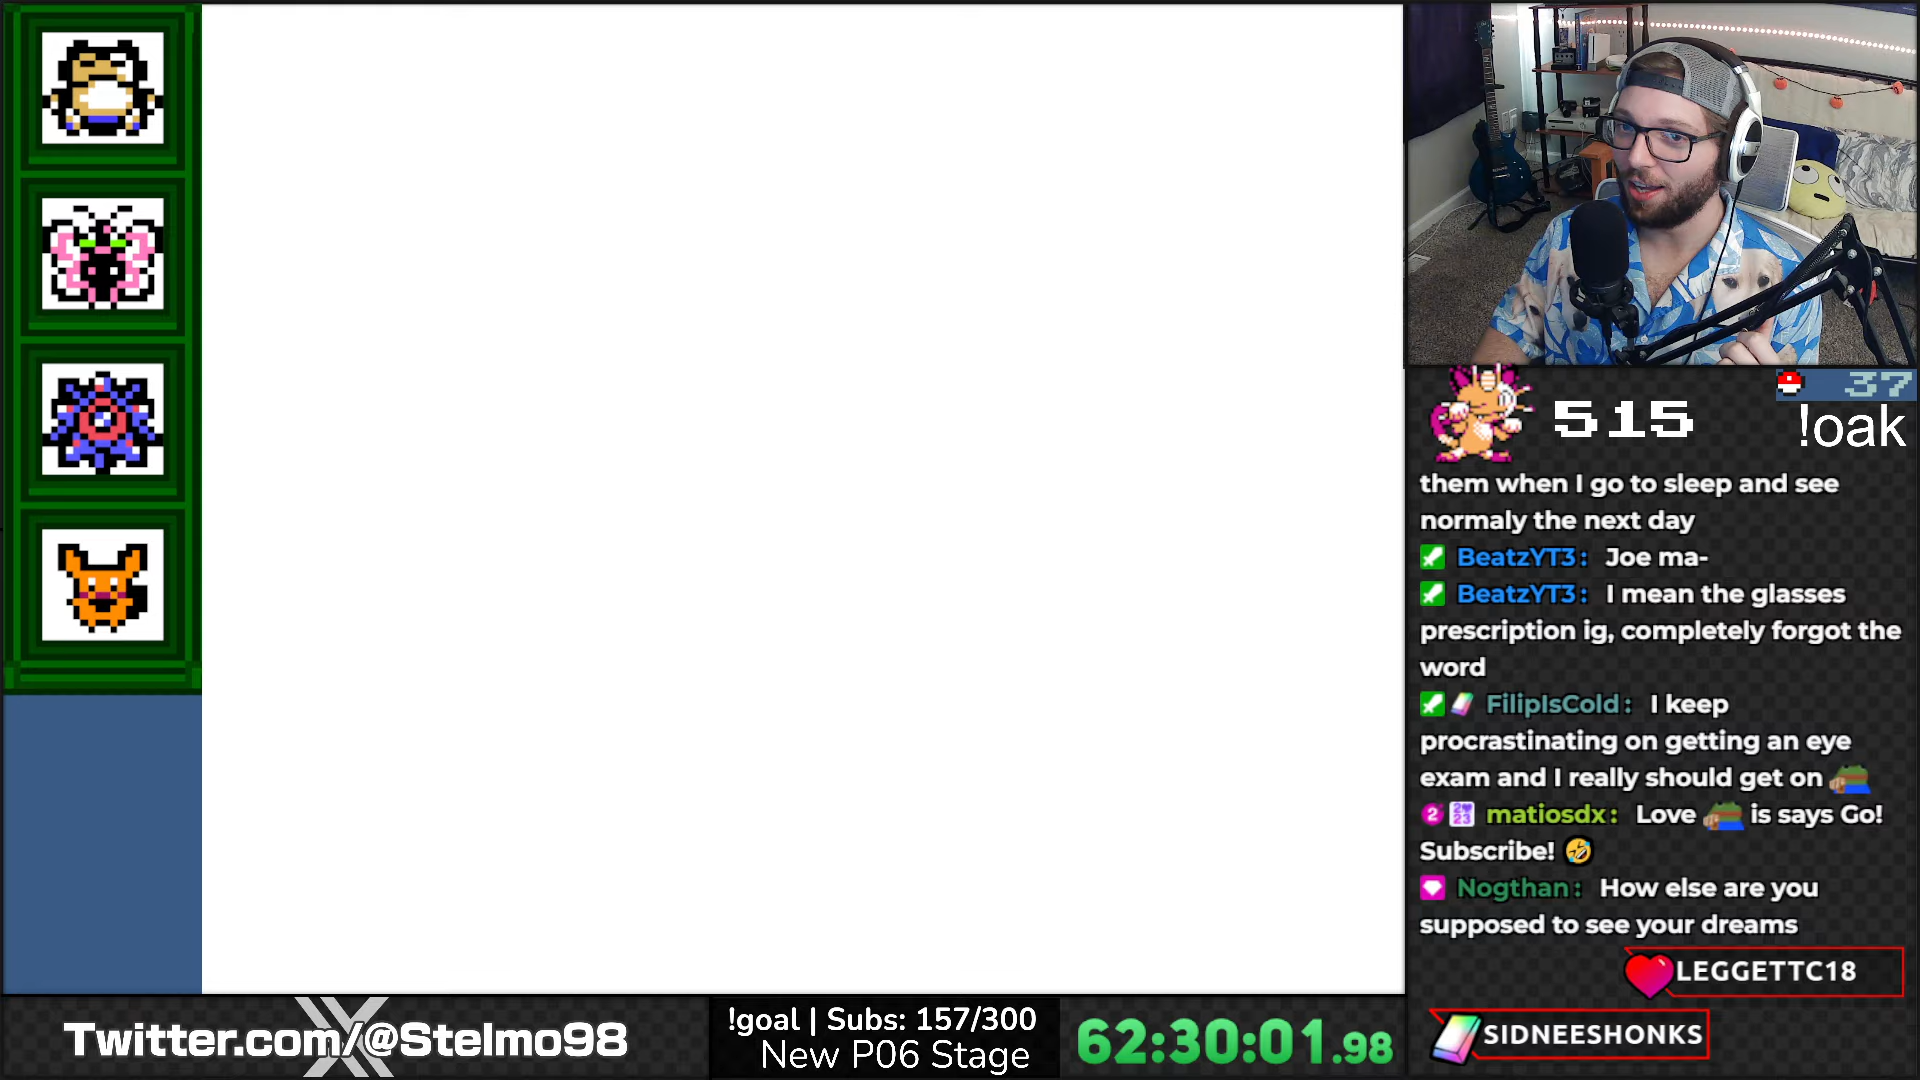 37
515
!oak
them when I go to sleep and see
normaly the next day
BeatzYT3: Joe ma-
BeatzYT3: I mean the glasses
prescription ig, completely forgot the
word
FilipIsCold: I keep
procrastinating on getting an eye
exam and I really should get on
2 2023 matiosdx: Love is says Go!
Subscribe!
Nogthan: How else are you
supposed to see your dreams
LEGGETTC18
SIDNEESHONKS
Twitter.com/@Stelmo98
!goal | Subs: 157/300
New P06 Stage
62:30:01.98